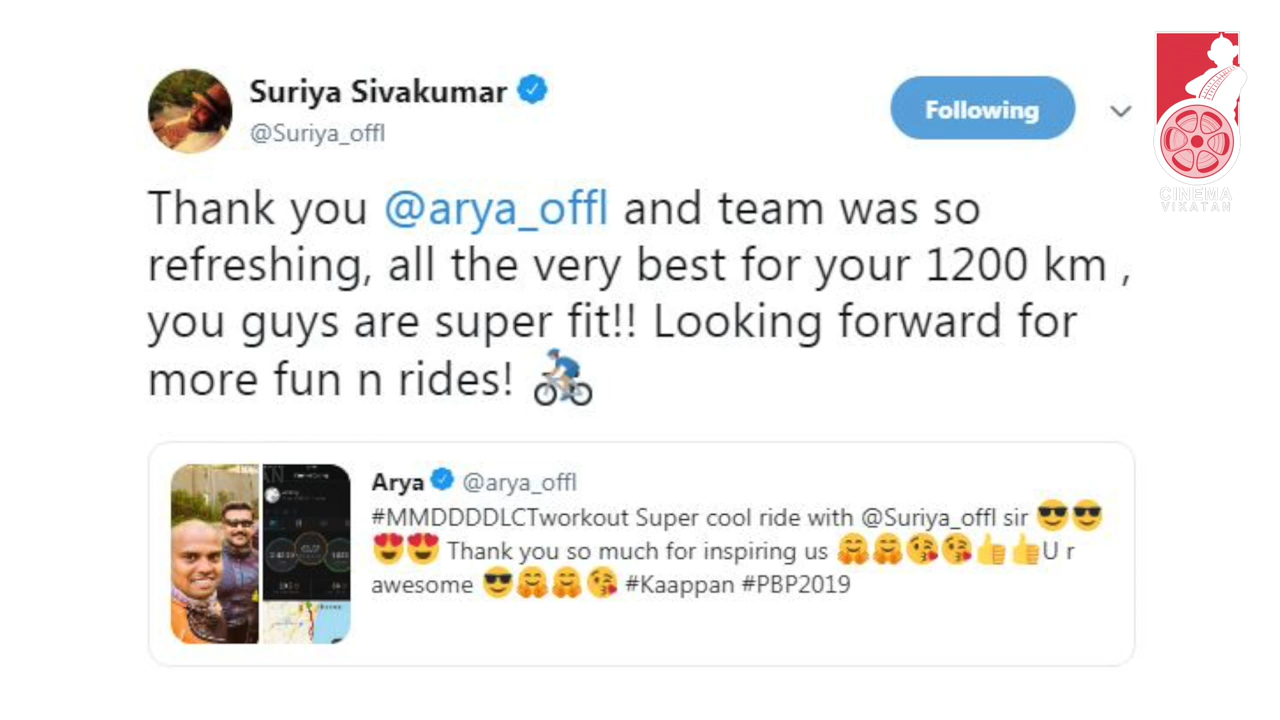 Suriya Sivakumar
@Suriya_offl
Following
CINEMA
VIKATAN
Thank you @arya_offl and team was so
refreshing, all the very best for your 1200 km ,
you guys are super fit!! Looking forward for
more fun n rides! 🚴
Arya @arya_offl
#MMDDDDLCTworkout Super cool ride with @Suriya_offl sir 😎😎
😍😍 Thank you so much for inspiring us 🤗🤗😘😘👍👍U r
awesome 😎🤗🤗😘 #Kaappan #PBP2019